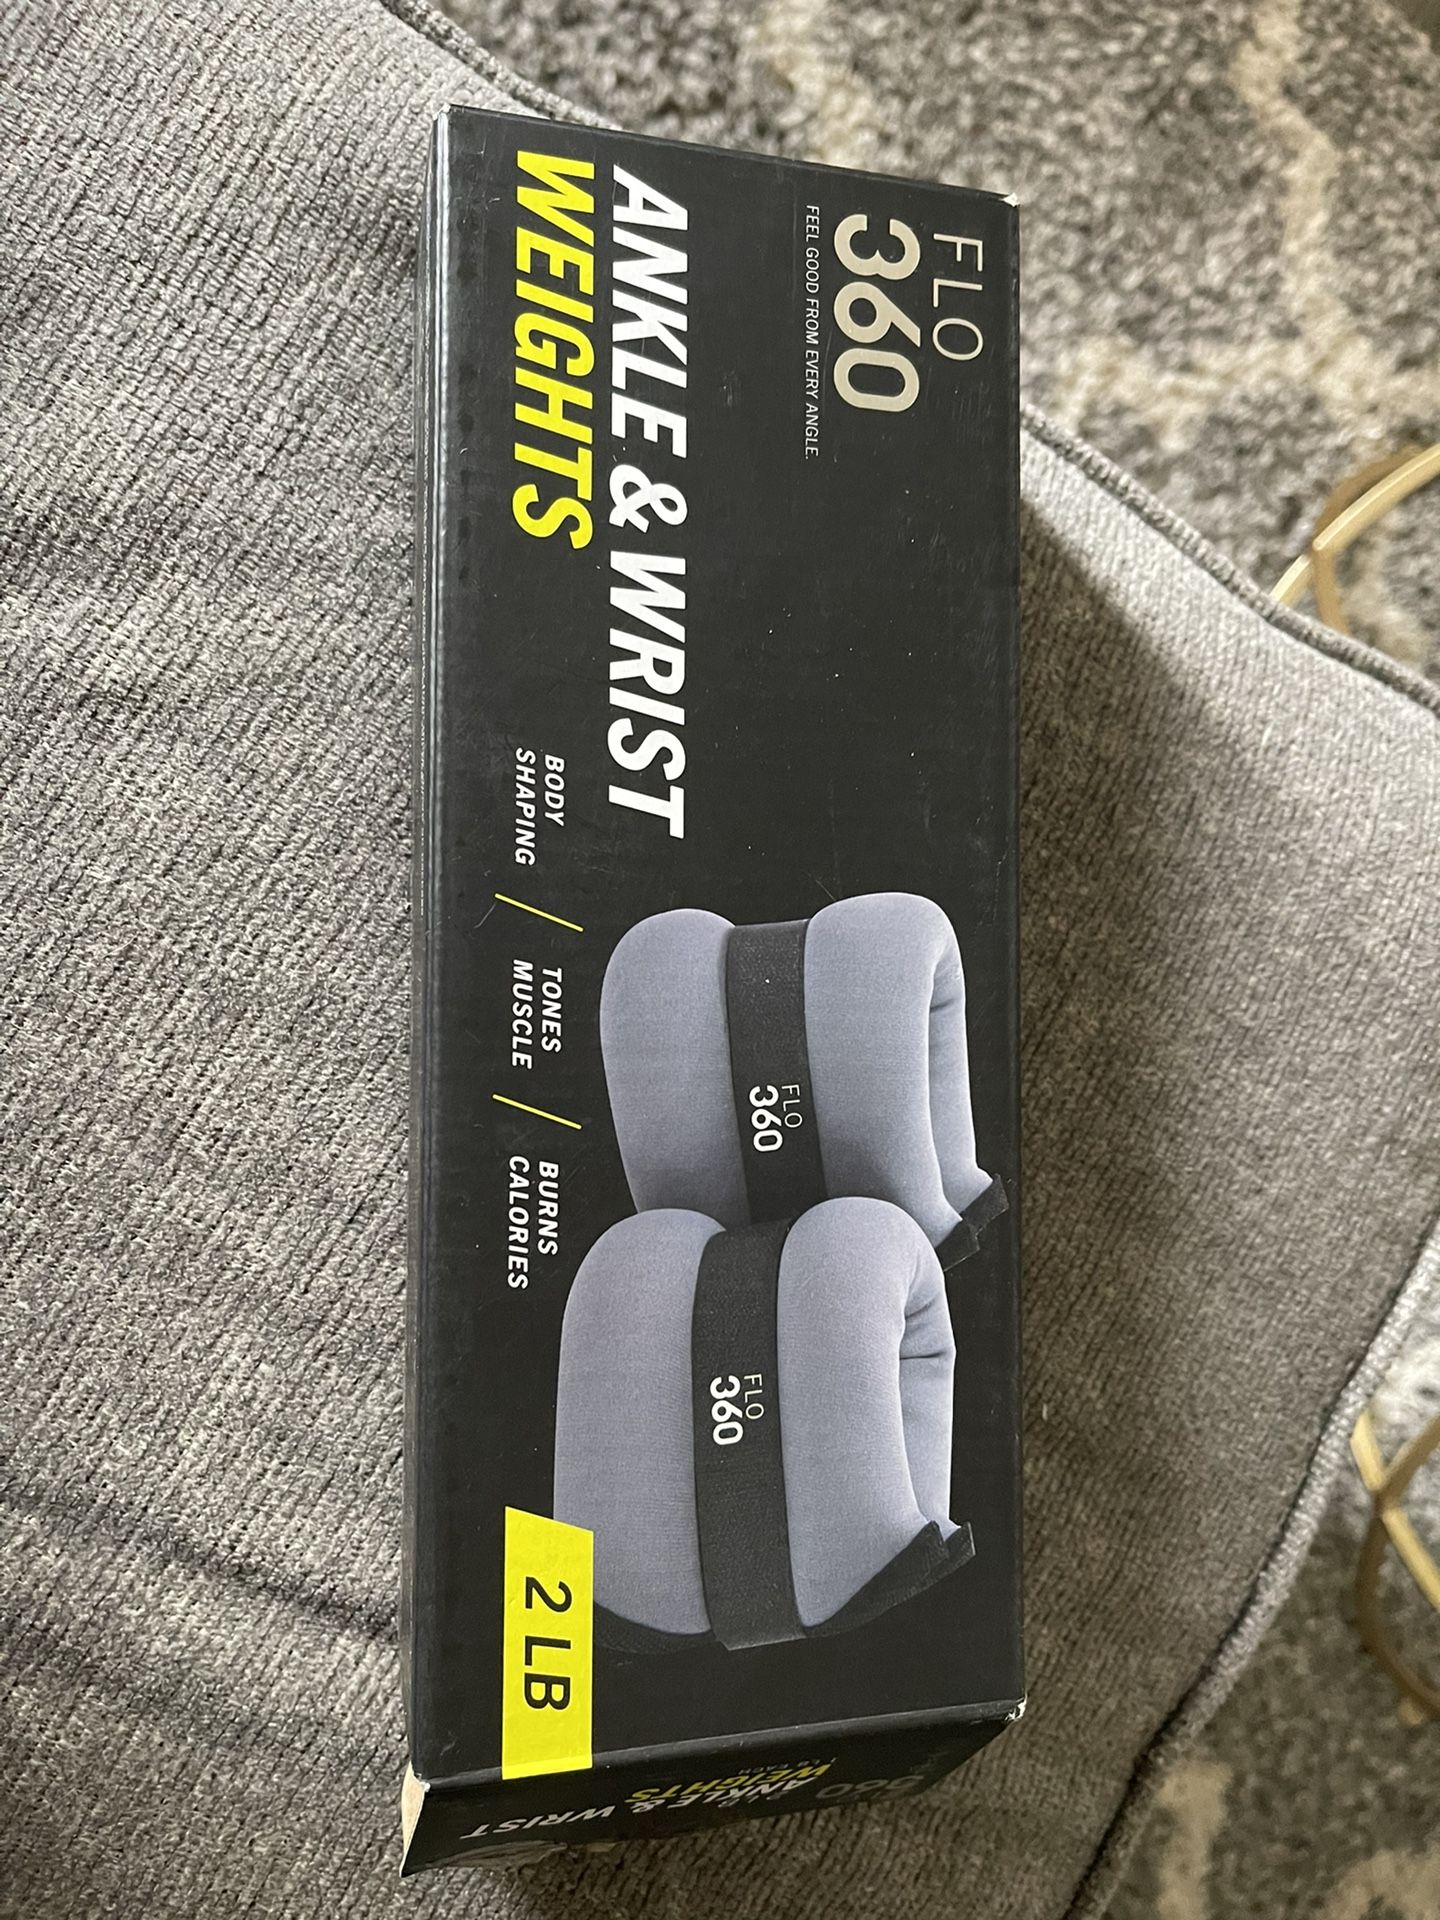 FLO
360
FEEL GOOD FROM EVERY ANGLE.
ANKLE & WRIST
WEIGHTS
BODY
SHAPING
TONES
MUSCLE
BURNS
CALORIES
FLO
360
FLO
360
2 LB
360
ANKLE & WRIST
WEIGHTS